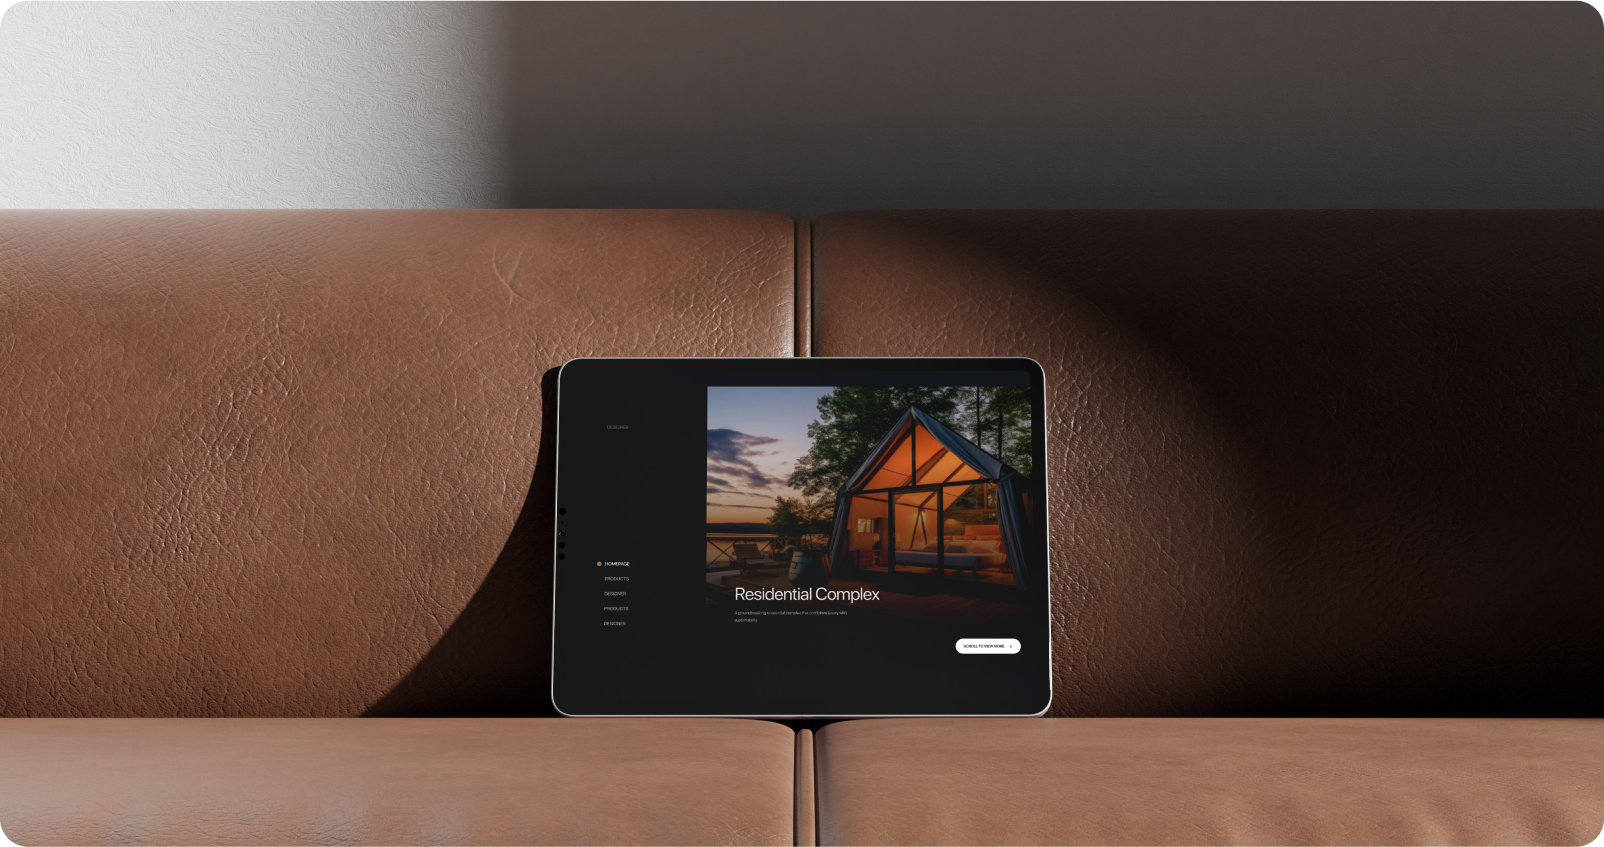 DESIGNER
HOMEPAGE
PRODUCTS
DESIGNER
PRODUCTS
DESIGNER
Residential Complex
A groundbreaking residential complex that combines luxury with
sustainability.
SCROLL TO VIEW MORE